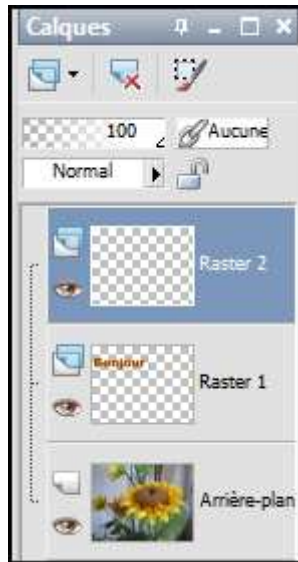 Calques
100
Aucune
Normal
Raster 2
Bonjour
Raster 1
Arrière-plan